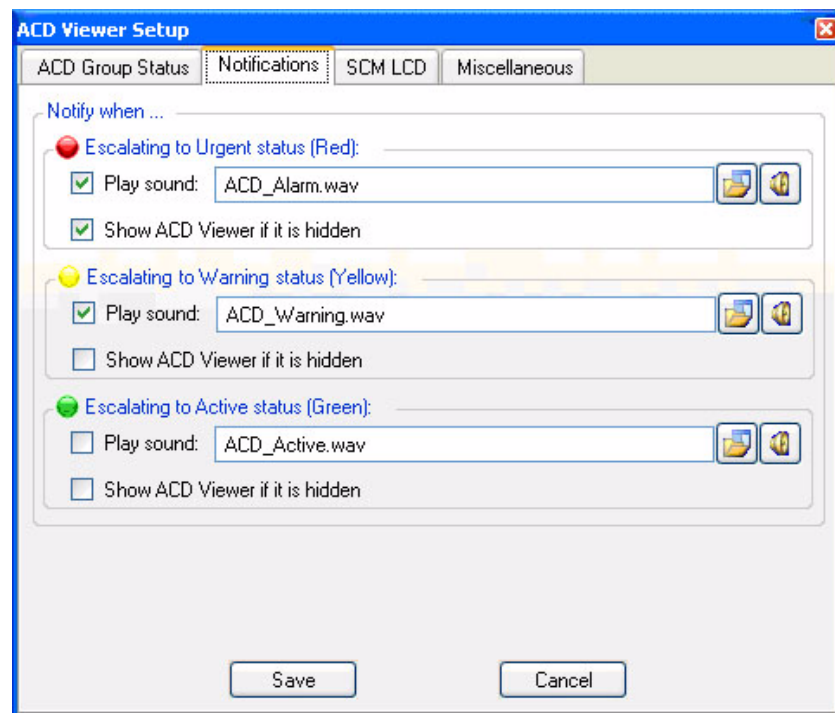 ACD Viewer Setup
ACD Group Status Notifications SCM LCD Miscellaneous
Notify when ...
Escalating to Urgent status (Red):
Play sound: ACD_Alarm.wav
Show ACD Viewer if it is hidden
Escalating to Warning status (Yellow):
Play sound: ACD_Warning.wav
Show ACD Viewer if it is hidden
Escalating to Active status (Green):
Play sound: ACD_Active.wav
Show ACD Viewer if it is hidden
Save Cancel